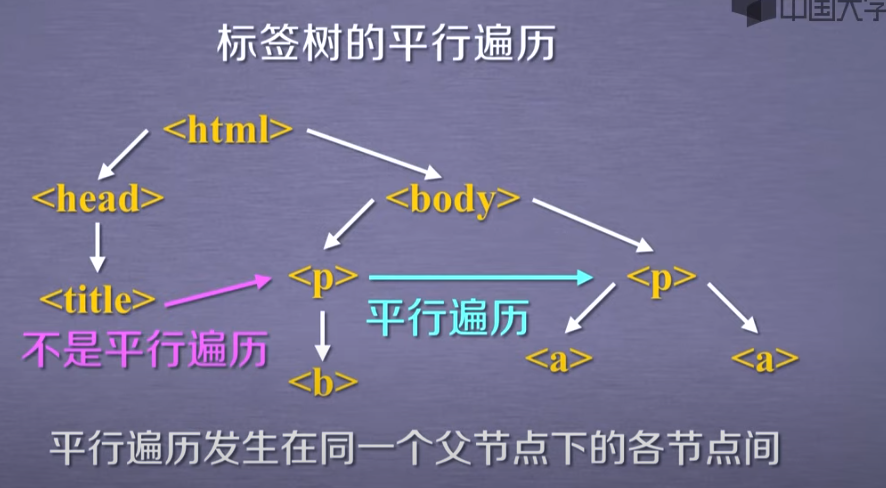 中国大学
标签树的平行遍历
<html>
<head>
<body>
<title>
<p>
<p>
不是平行遍历
平行遍历
<b>
<a>
<a>
平行遍历发生在同一个父节点下的各节点间